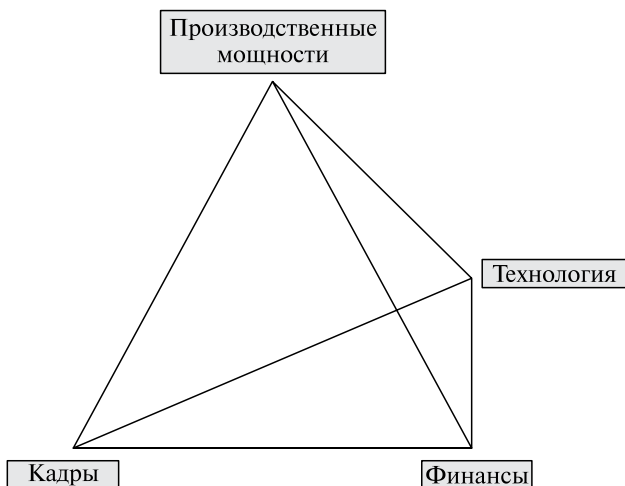 Производственные
мощности
Технология
Кадры
Финансы